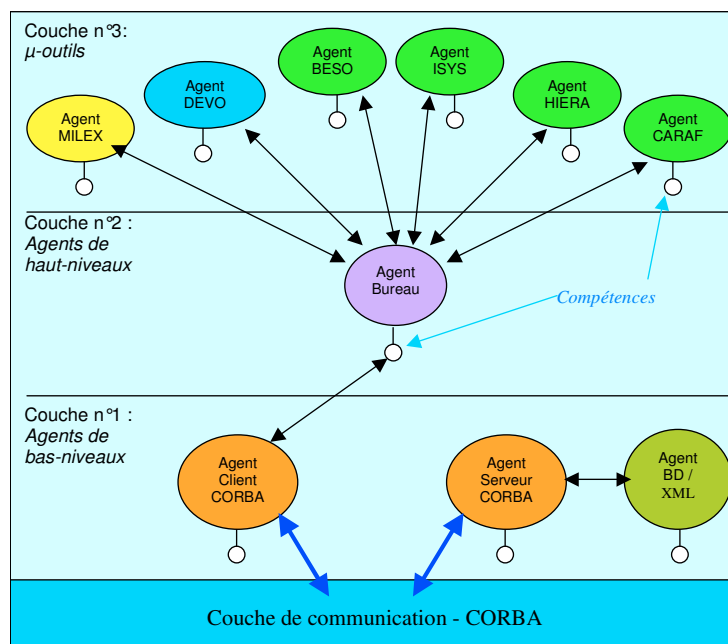 Couche n°3:
µ-outils
Agent
MILEX
Agent
DEVO
Agent
BESO
Agent
ISYS
Agent
HIERA
Agent
CARAF
Couche n°2 :
Agents de
haut-niveaux
Agent
Bureau
Compétences
Couche n°1 :
Agents de
bas-niveaux
Agent
Client
CORBA
Agent
Serveur
CORBA
Agent
BD /
XML
Couche de communication - CORBA